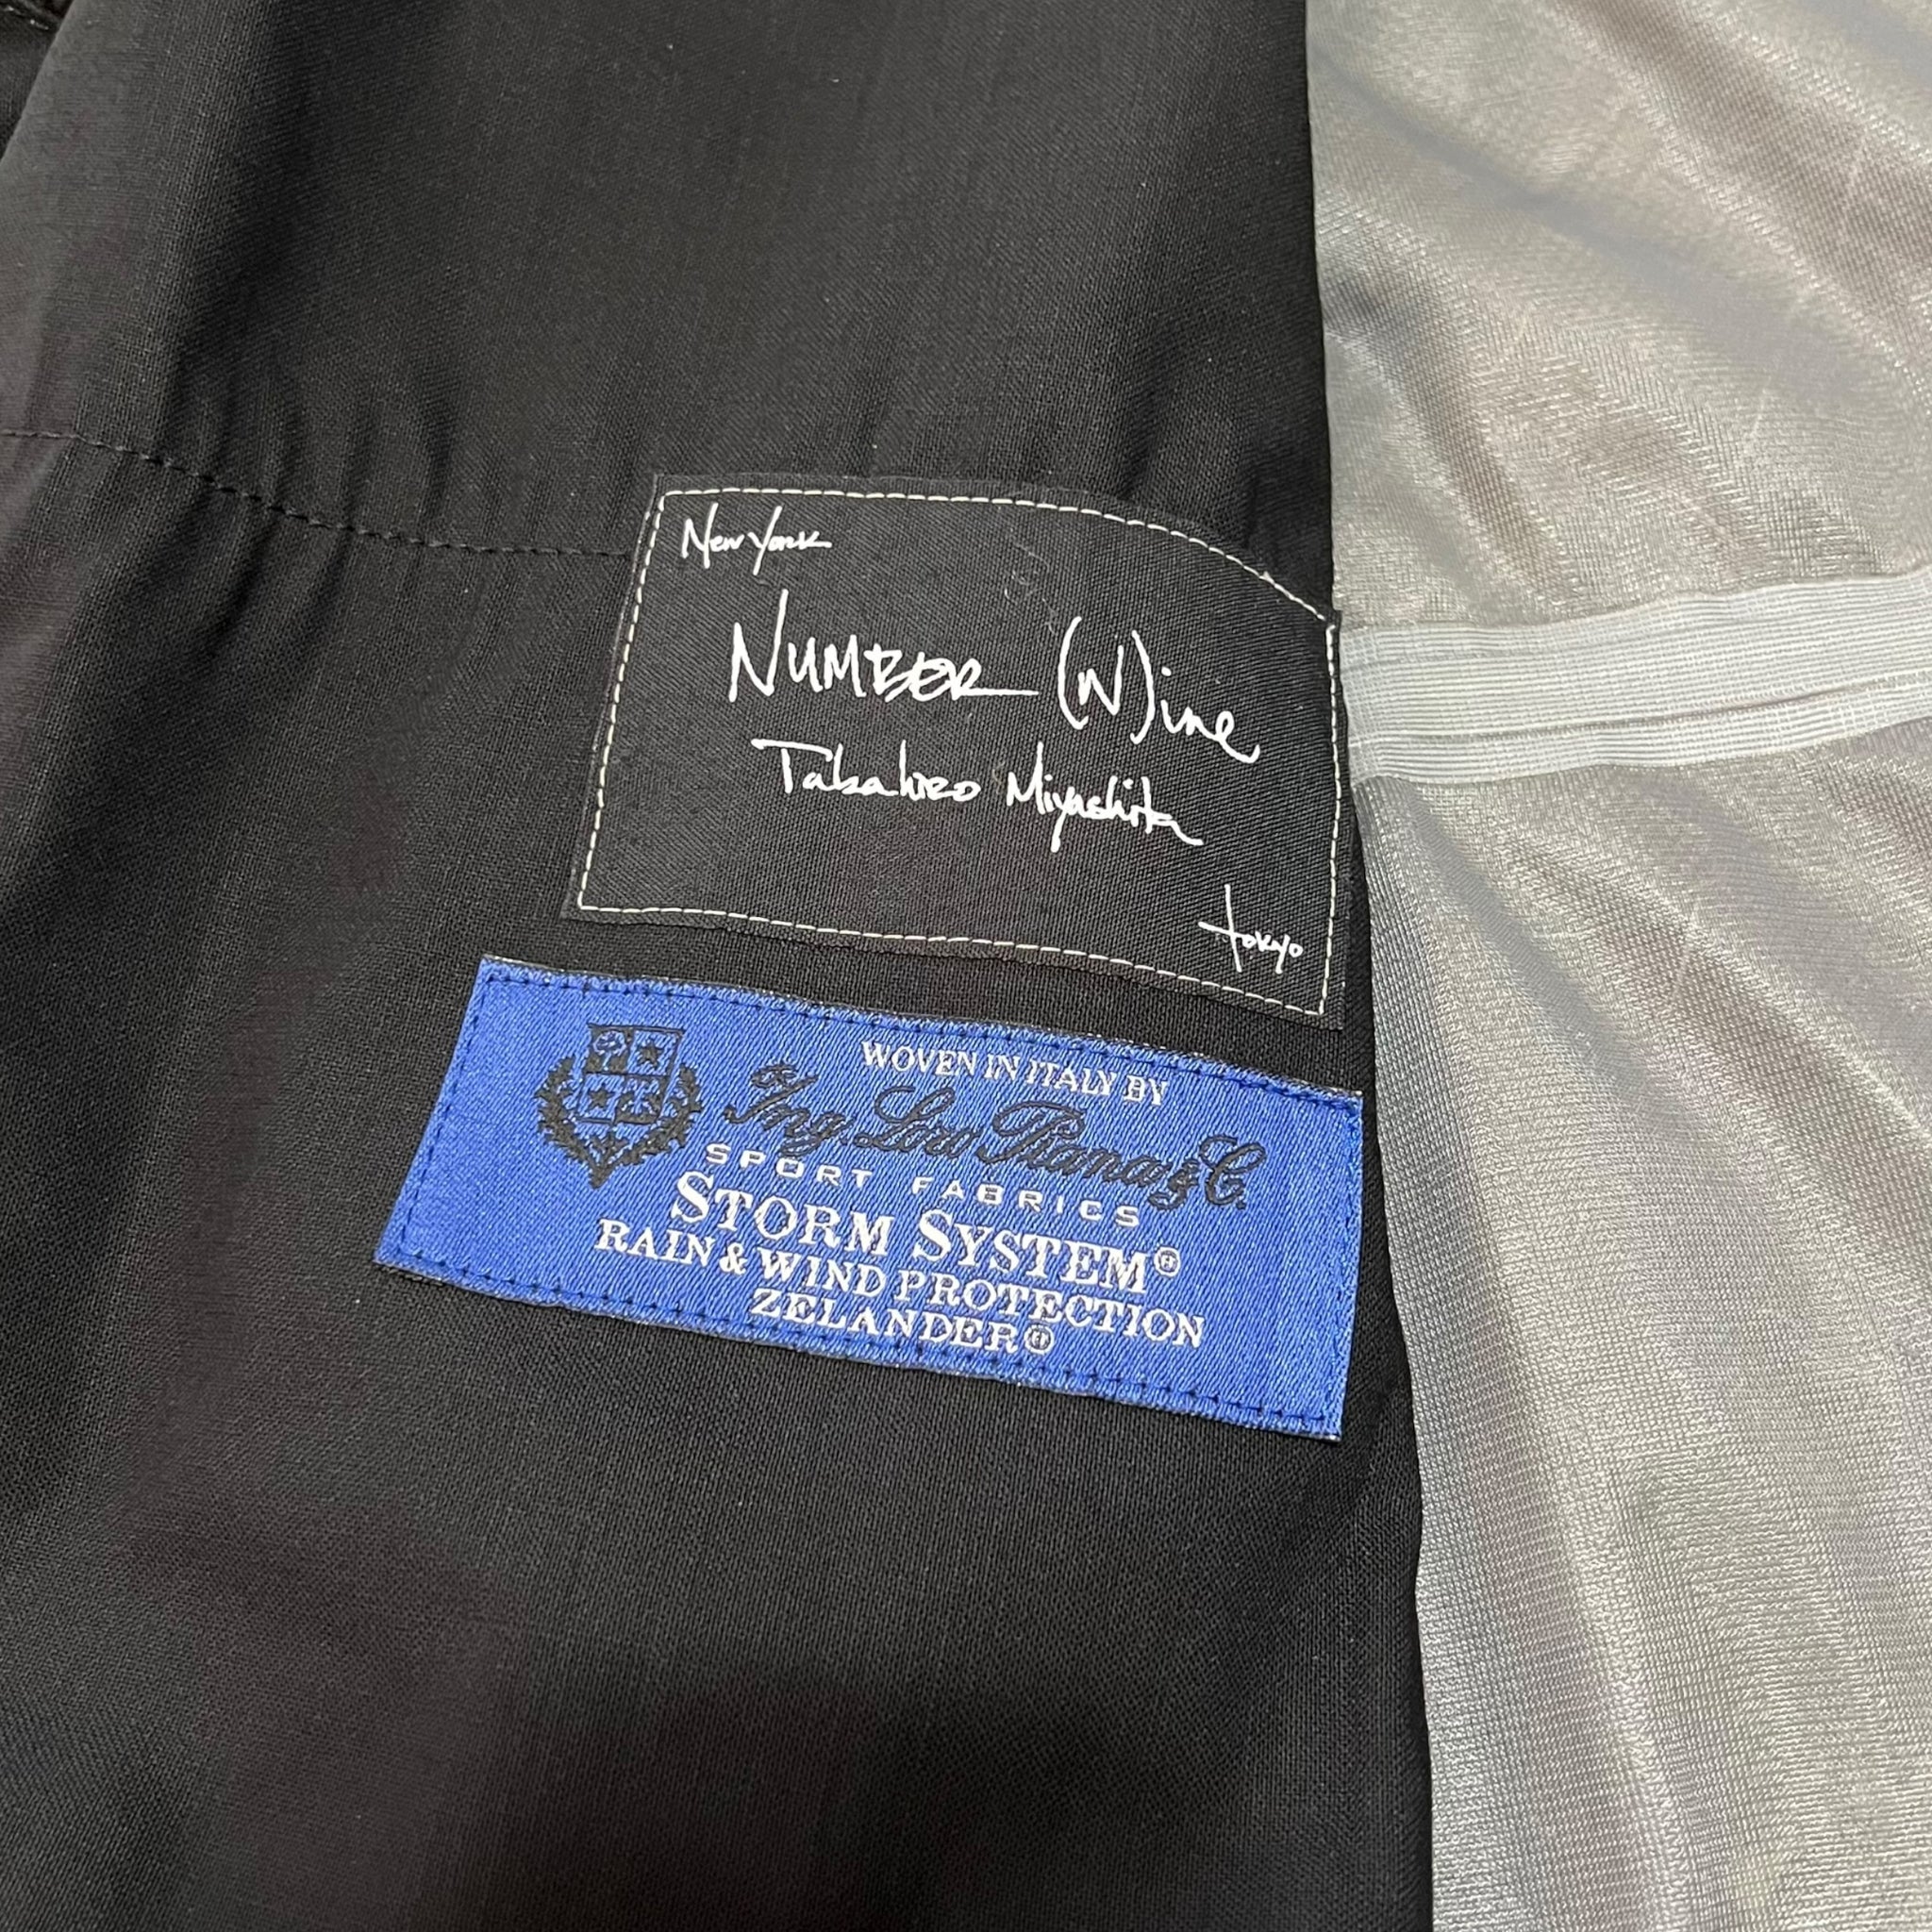 New York
NUMBER (N)ine
Takahiro Miyashita
tokyo
WOVEN IN ITALY BY
Ing. Loro Piana & C.
SPORT FABRICS
STORM SYSTEM®
RAIN & WIND PROTECTION
ZELANDER®